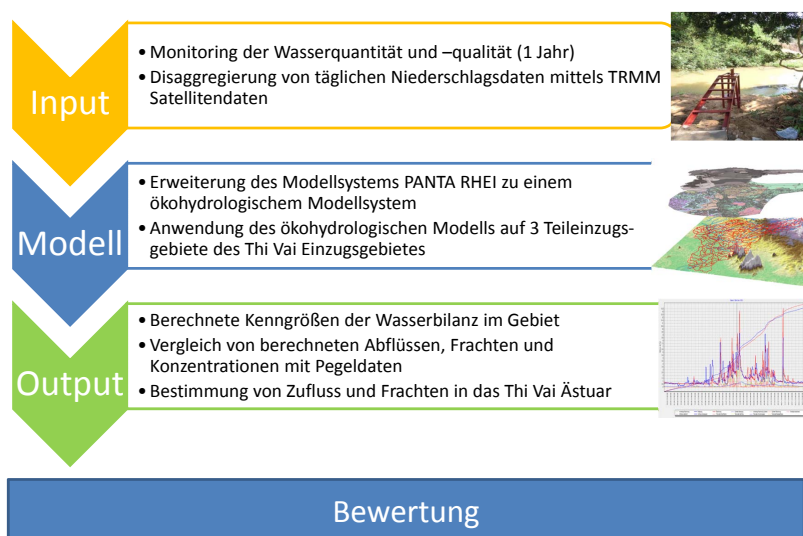 Input
• Monitoring der Wasserquantität und –qualität (1 Jahr)
• Disaggregierung von täglichen Niederschlagsdaten mittels TRMM
Satellitendaten
Modell
• Erweiterung des Modellsystems PANTA RHEI zu einem
ökohydrologischem Modellsystem
• Anwendung des ökohydrologischen Modells auf 3 Teileinzugs-
gebiete des Thi Vai Einzugsgebietes
Output
• Berechnete Kenngrößen der Wasserbilanz im Gebiet
• Vergleich von berechneten Abflüssen, Frachten und
Konzentrationen mit Pegeldaten
• Bestimmung von Zufluss und Frachten in das Thi Vai Ästuar
Bewertung